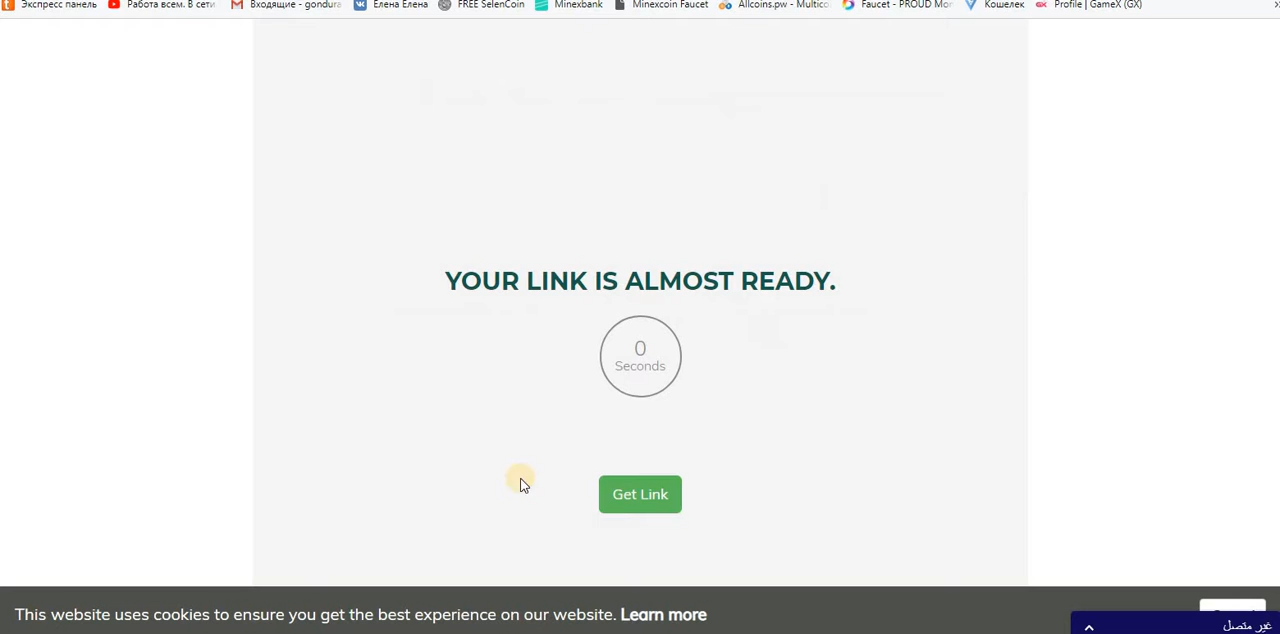 Экспресс панель Работа всем. В сети Входящие - gondura Елена Елена FREE SelenCoin Minexbank Minexcoin Faucet Allcoins.pw - Multico Faucet - PROUD Mon Кошелек Profile | GameX (GX)
YOUR LINK IS ALMOST READY.
0
Seconds
Get Link
This website uses cookies to ensure you get the best experience on our website. Learn more
غير متصل